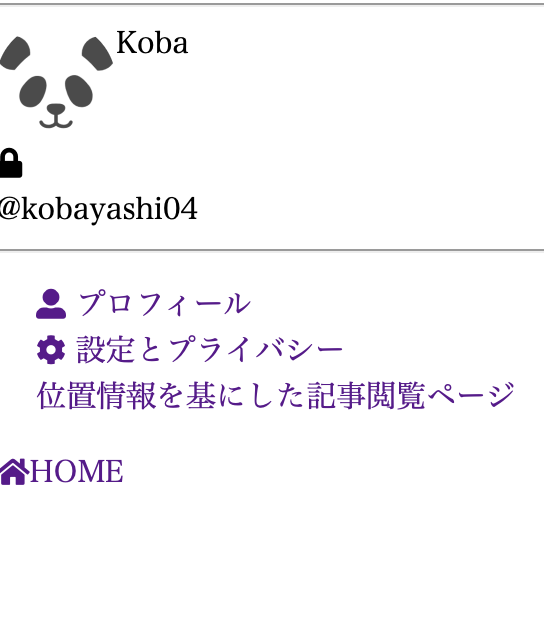 Koba
@kobayashi04
プロフィール
設定とプライバシー
位置情報を基にした記事閲覧ページ
HOME